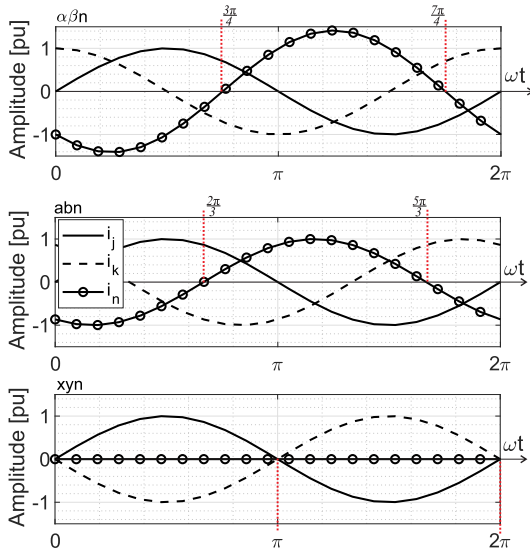 αβn
3π/4
7π/4
Amplitude [pu]
1
0
-1
ωt
0
π
2π
abn
2π/3
5π/3
Amplitude [pu]
1
0
-1
i_j
i_k
i_n
ωt
0
π
2π
xyn
Amplitude [pu]
1
0
-1
ωt
0
π
2π